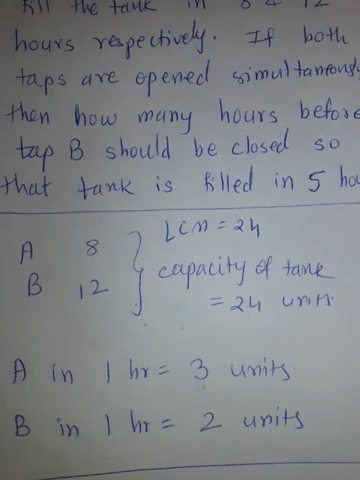 fill the tank in 8 & 12
hours respectively. If both
taps are opened simultaneously
then how many hours before
tap B should be closed so
that tank is filled in 5 hou
A 8 LCM = 24
B 12 capacity of tank
= 24 units
A in 1 hr = 3 units
B in 1 hr = 2 units